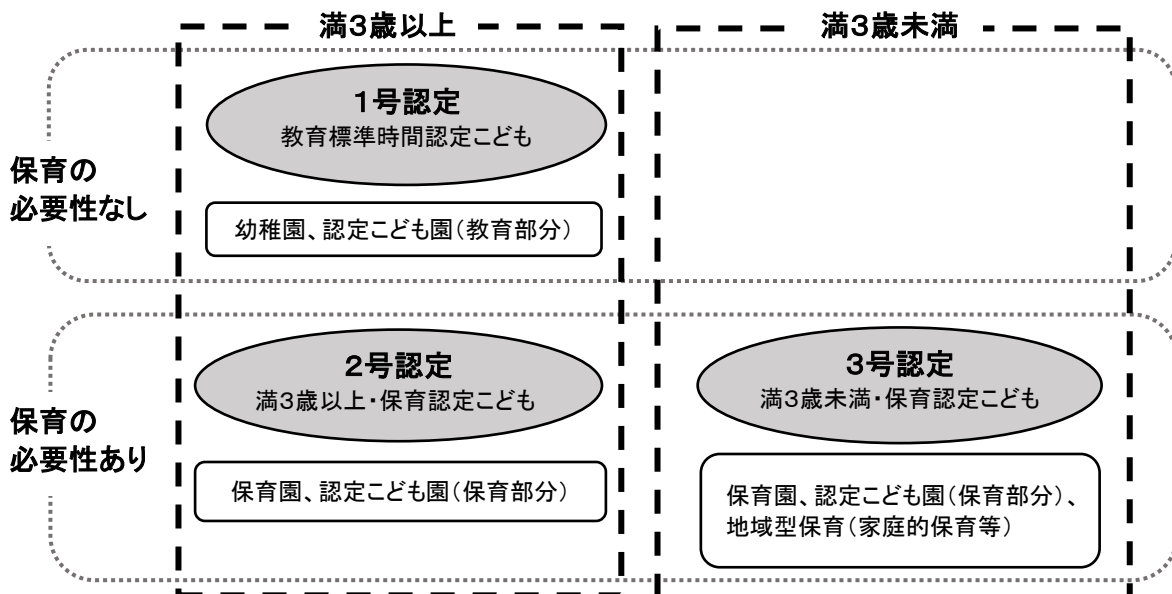 満3歳以上
満3歳未満
1号認定
教育標準時間認定こども
保育の
必要性なし
幼稚園、認定こども園(教育部分)
2号認定
満3歳以上・保育認定こども
3号認定
満3歳未満・保育認定こども
保育の
必要性あり
保育園、認定こども園(保育部分)
保育園、認定こども園(保育部分)、
地域型保育(家庭的保育等)